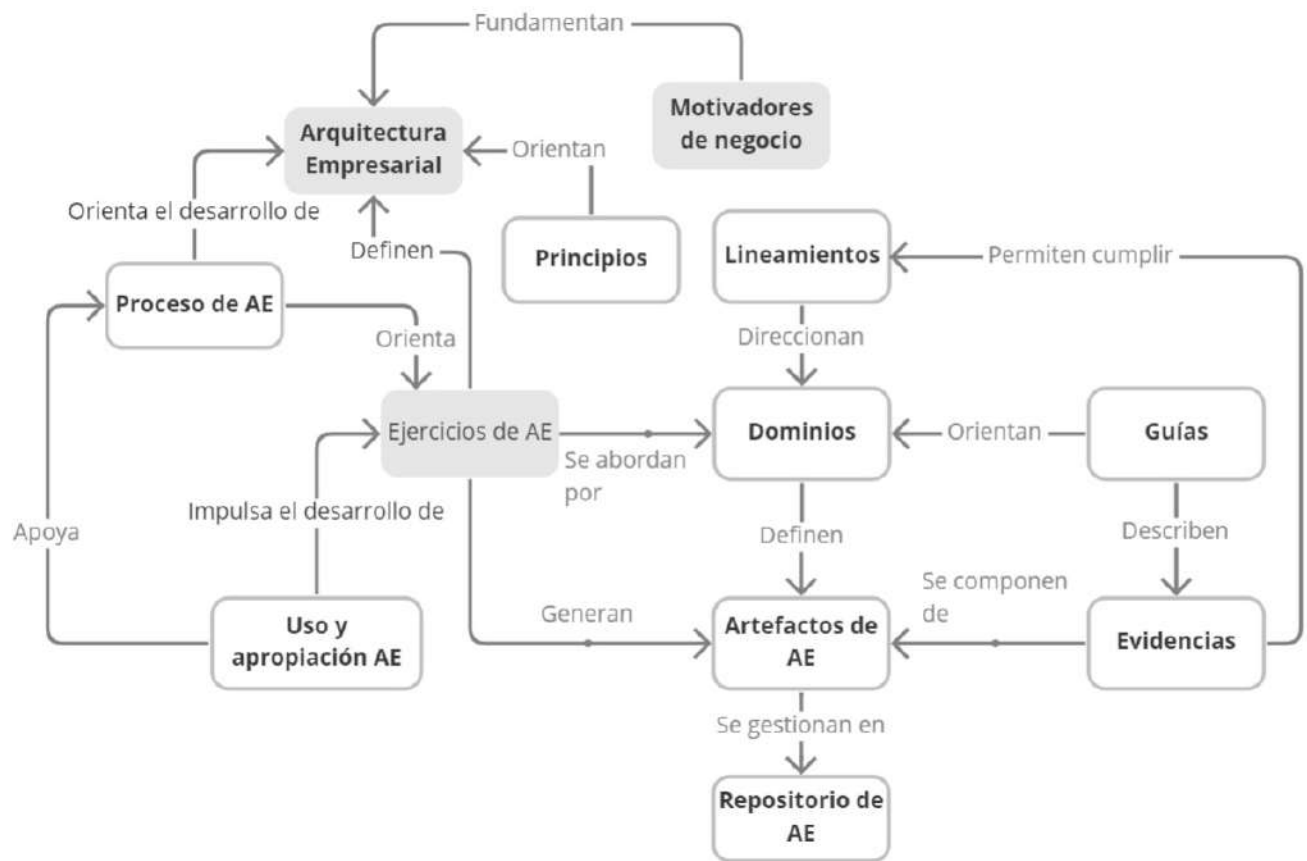 Fundamentan
Motivadores
de negocio
Arquitectura
Empresarial
Orientan
Orienta el desarrollo de
Definen
Principios
Lineamientos
Permiten cumplir
Proceso de AE
Orienta
Direccionan
Ejercicios de AE
Se abordan
por
Dominios
Orientan
Guías
Impulsa el desarrollo de
Apoya
Definen
Describen
Uso y
apropiación AE
Generan
Artefactos de
AE
Se componen
de
Evidencias
Se gestionan en
Repositorio de
AE